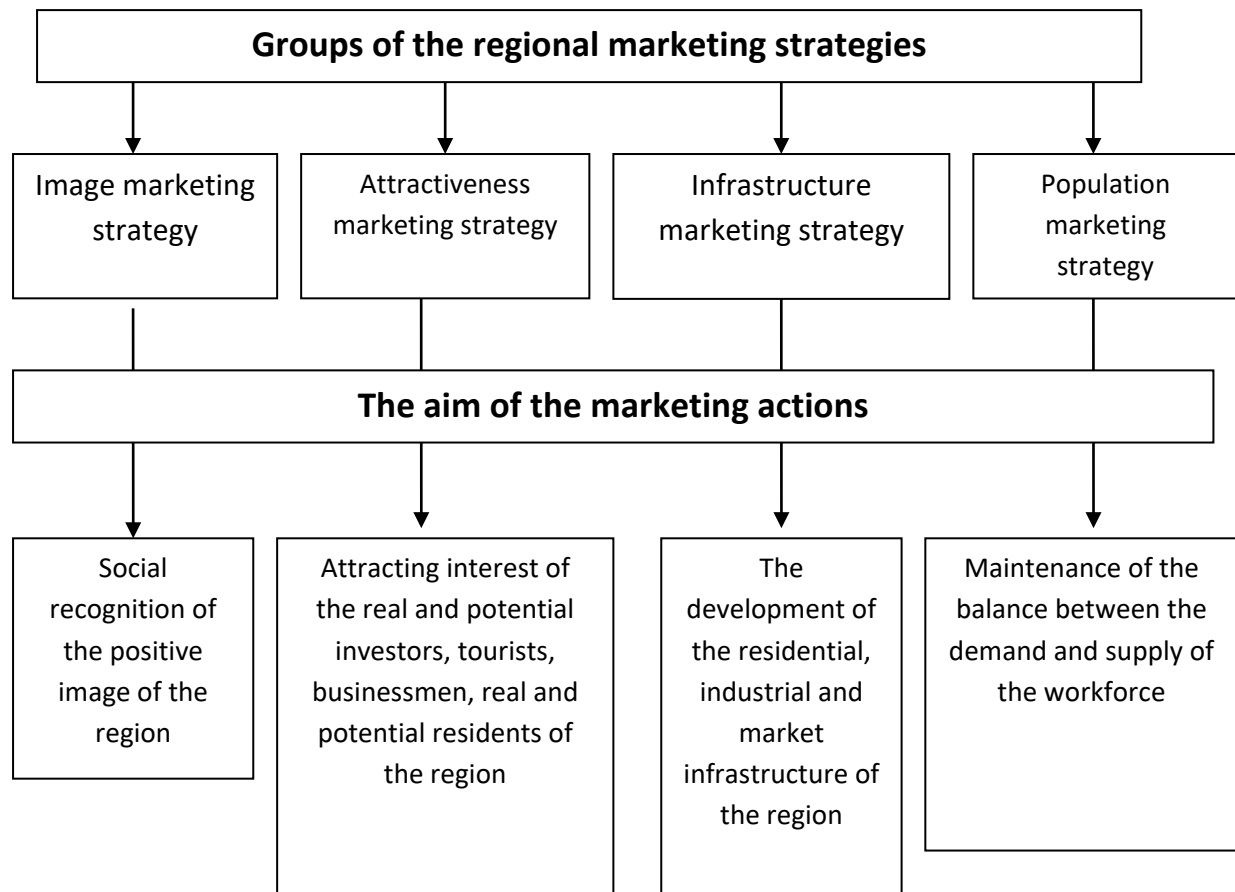 Groups of the regional marketing strategies
Image marketing
strategy
Attractiveness
marketing strategy
Infrastructure
marketing strategy
Population
marketing
strategy
The aim of the marketing actions
Social
recognition of
the positive
image of the
region
Attracting interest of
the real and potential
investors, tourists,
businessmen, real and
potential residents of
the region
The
development of
the residential,
industrial and
market
infrastructure of
the region
Maintenance of the
balance between the
demand and supply of
the workforce